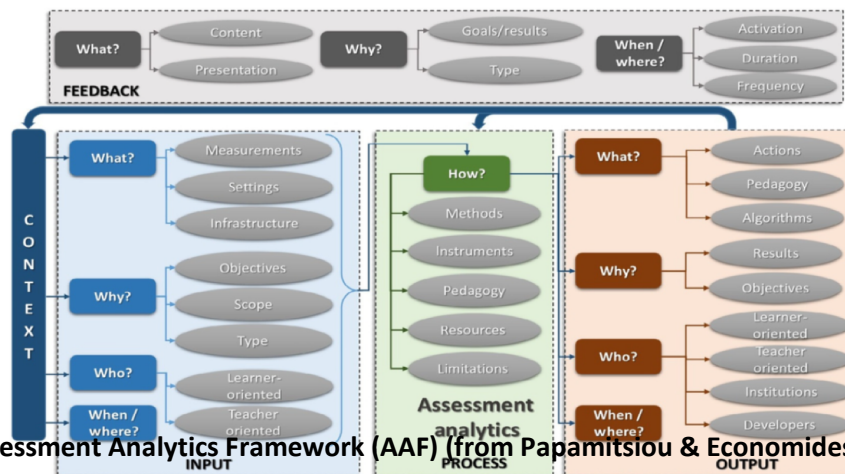 What?
Content
Presentation
Why?
Goals/results
Type
When /
where?
Activation
Duration
Frequency
FEEDBACK
CONTEXT
What?
Measurements
Settings
Infrastructure
Why?
Objectives
Scope
Type
Who?
Learner-
oriented
When /
where?
Teacher
oriented
INPUT
How?
Methods
Instruments
Pedagogy
Resources
Limitations
Assessment
analytics
PROCESS
What?
Actions
Pedagogy
Algorithms
Why?
Results
Objectives
Who?
Learner-
oriented
Teacher
oriented
Institutions
When /
where?
Developers
OUTPUT
essment Analytics Framework (AAF) (from Papamitsiou & Economides